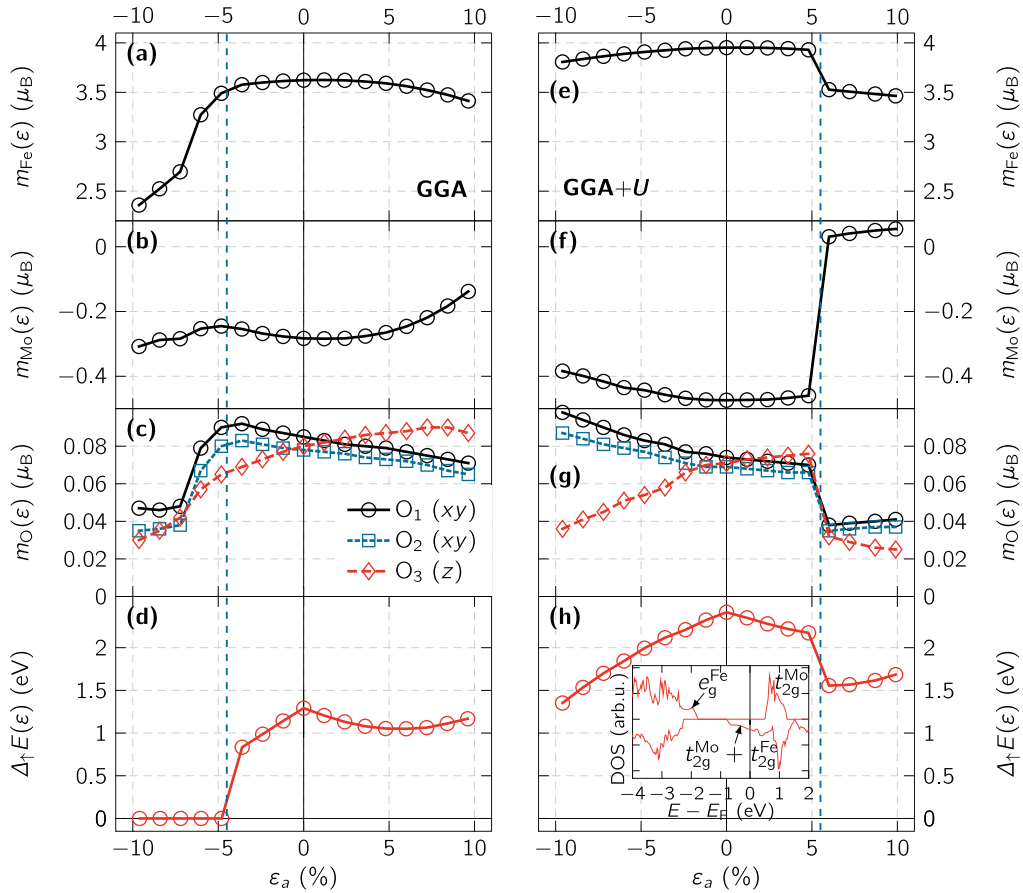 −10 −5 0 5 10
−10 −5 0 5 10
(a)
4
3.5
3
2.5
m_Fe(ε) (μ_B)
GGA
(e)
4
3.5
3
2.5
m_Fe(ε) (μ_B)
GGA+U
(b)
0
−0.2
−0.4
m_Mo(ε) (μ_B)
(f)
0
−0.2
−0.4
m_Mo(ε) (μ_B)
(c)
0.08
0.06
0.04
0.02
0
m_O(ε) (μ_B)
O₁ (xy)
O₂ (xy)
O₃ (z)
(g)
0.08
0.06
0.04
0.02
0
m_O(ε) (μ_B)
(d)
2
1.5
1
0.5
0
Δ↑E(ε) (eV)
(h)
2
1.5
1
0.5
0
Δ↑E(ε) (eV)
DOS (arb.u.)
e_g^Fe
t_2g^Mo
t_2g^Mo + t_2g^Fe
−4 −3 −2 −1 0 1 2
E − E_F (eV)
−10 −5 0 5 10
−10 −5 0 5 10
ε_a (%)
ε_a (%)